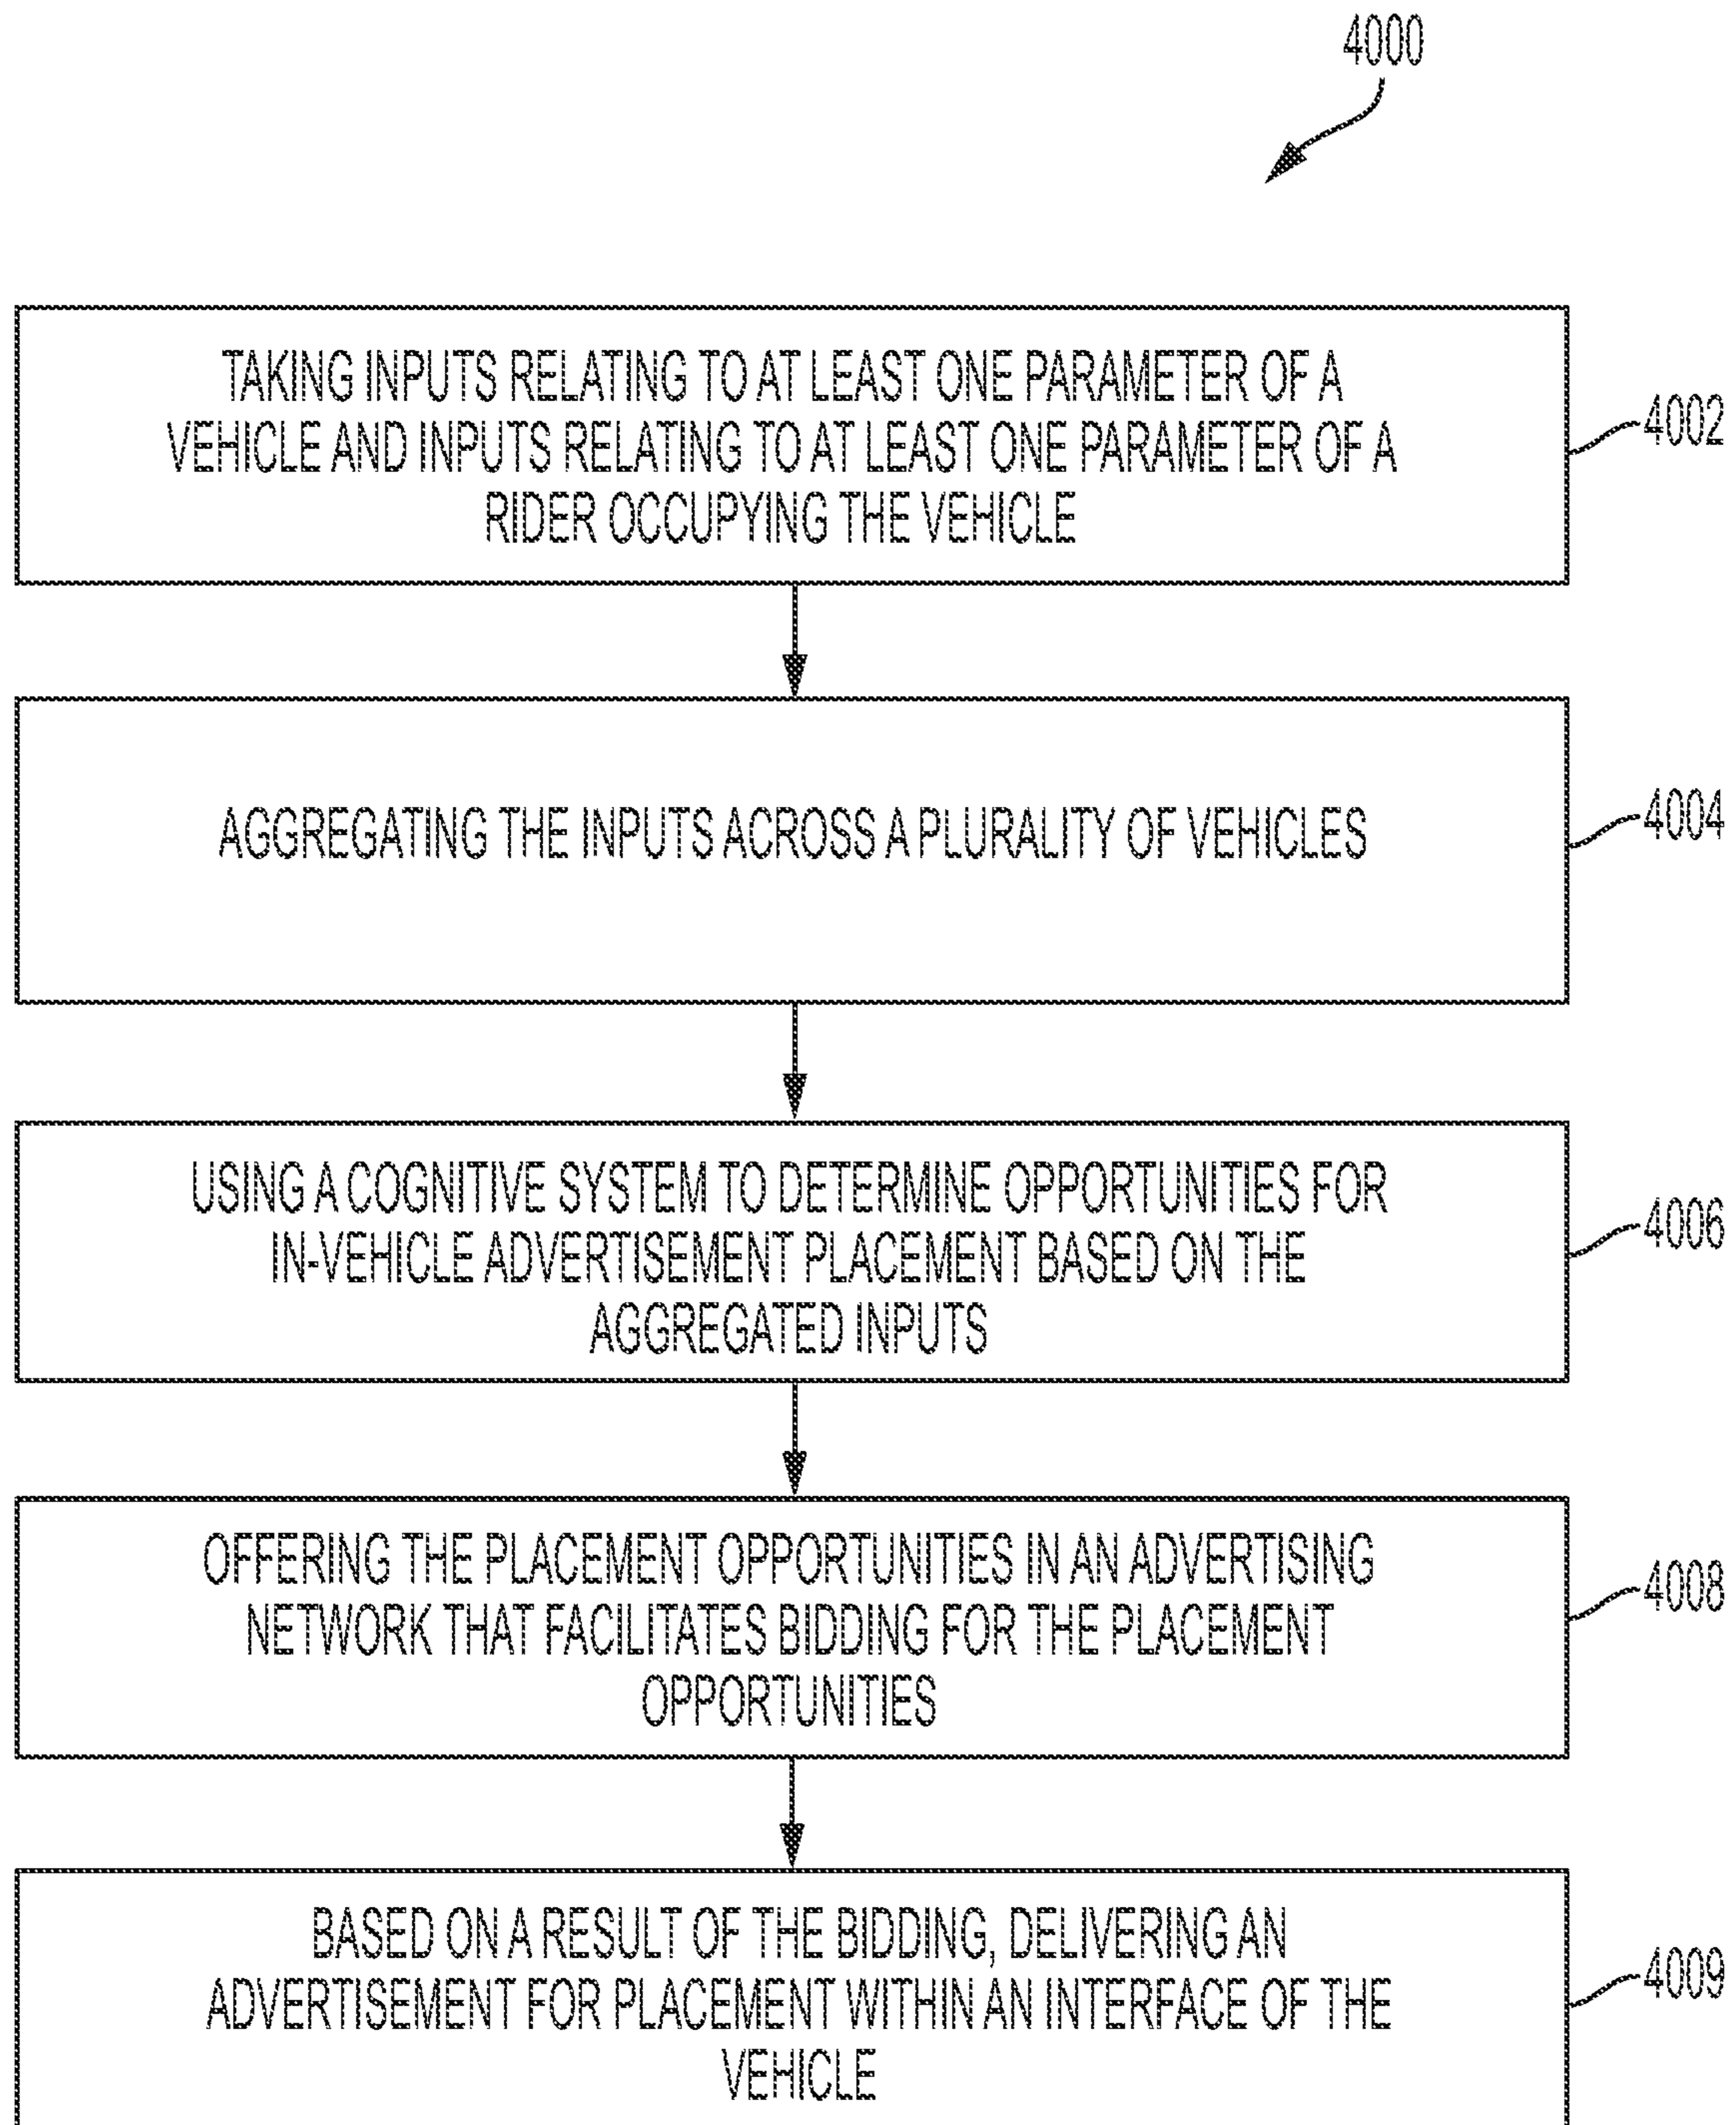 4000
TAKING INPUTS RELATING TO AT LEAST ONE PARAMETER OF A
VEHICLE AND INPUTS RELATING TO AT LEAST ONE PARAMETER OF A
RIDER OCCUPYING THE VEHICLE
4002
AGGREGATING THE INPUTS ACROSS A PLURALITY OF VEHICLES
4004
USING A COGNITIVE SYSTEM TO DETERMINE OPPORTUNITIES FOR
IN-VEHICLE ADVERTISEMENT PLACEMENT BASED ON THE
AGGREGATED INPUTS
4006
OFFERING THE PLACEMENT OPPORTUNITIES IN AN ADVERTISING
NETWORK THAT FACILITATES BIDDING FOR THE PLACEMENT
OPPORTUNITIES
4008
BASED ON A RESULT OF THE BIDDING, DELIVERING AN
ADVERTISEMENT FOR PLACEMENT WITHIN AN INTERFACE OF THE
VEHICLE
4009